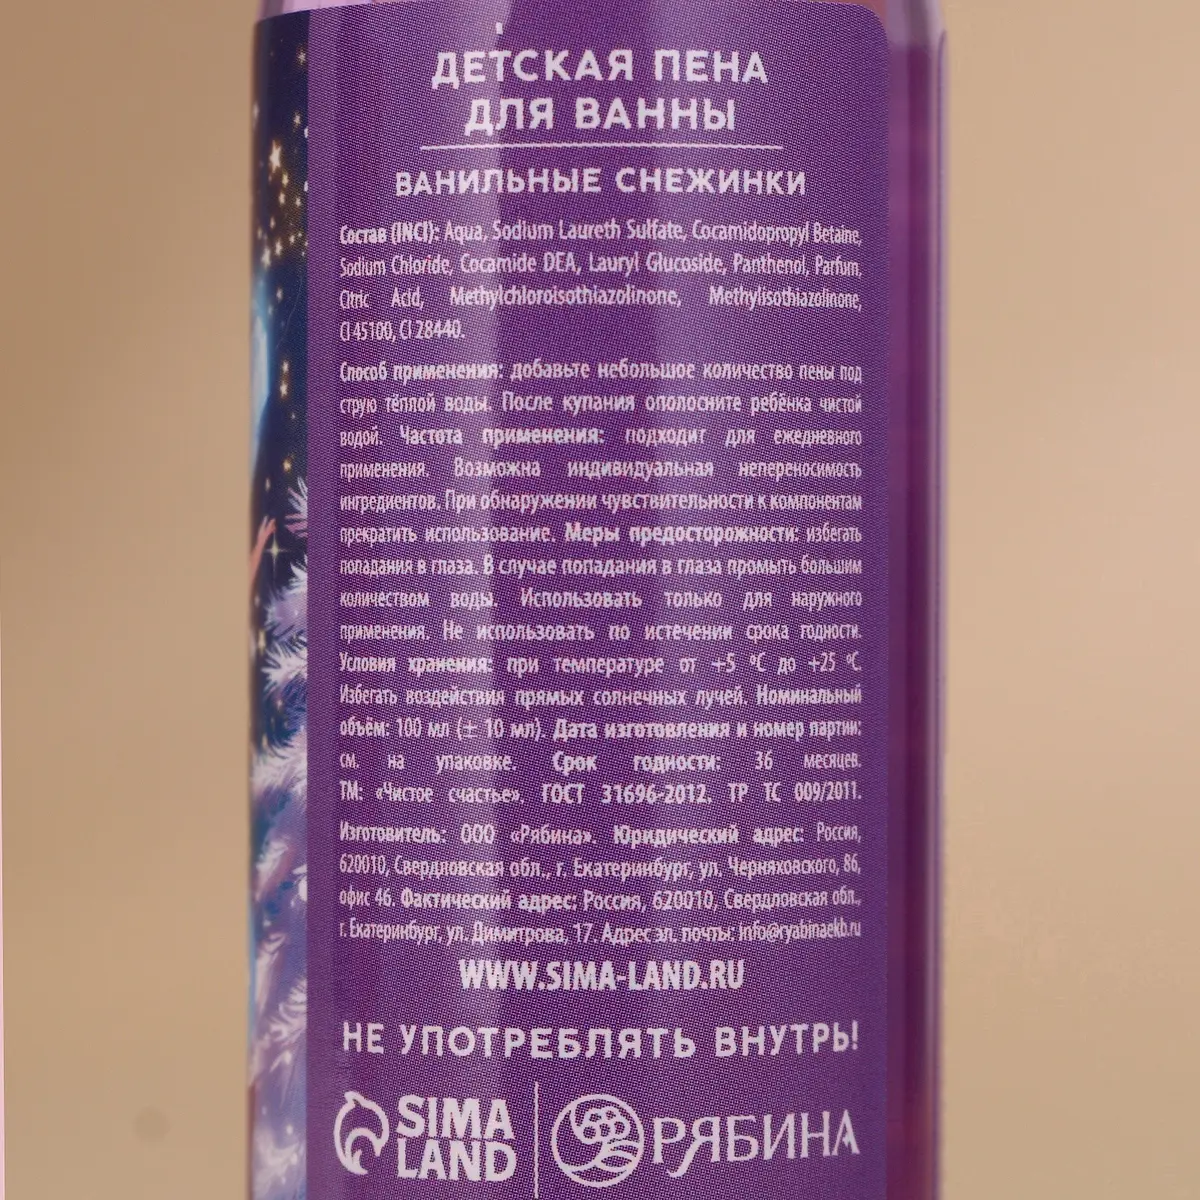 ДЕТСКАЯ ПЕНА
ДЛЯ ВАННЫ
ВАНИЛЬНЫЕ СНЕЖИНКИ
Состав (INCI): Aqua, Sodium Laureth Sulfate, Cocamidopropyl Betaine,
Sodium Chloride, Cocamide DEA, Lauryl Glucoside, Panthenol, Parfum,
Citric Acid, Methylchloroisothiazolinone, Methylisothiazolinone,
CI 45100, CI 28440.
Способ применения: добавьте небольшое количество пены под
струю тёплой воды. После купания ополосните ребёнка чистой
водой. Частота применения: подходит для ежедневного
применения. Возможна индивидуальная непереносимость
ингредиентов. При обнаружении чувствительности к компонентам
прекратить использование. Меры предосторожности: избегать
попадания в глаза. В случае попадания в глаза промыть большим
количеством воды. Использовать только для наружного
применения. Не использовать по истечении срока годности.
Условия хранения: при температуре от +5 °C до +25 °C.
Избегать воздействия прямых солнечных лучей. Номинальный
объём: 100 мл (± 10 мл). Дата изготовления и номер партии:
см. на упаковке. Срок годности: 36 месяцев.
ТМ: «Чистое счастье». ГОСТ 31696-2012. ТР ТС 009/2011.
Изготовитель: ООО «Рябина». Юридический адрес: Россия,
620010, Свердловская обл., г. Екатеринбург, ул. Черняховского, 86,
офис 46. Фактический адрес: Россия, 620010, Свердловская обл.,
г. Екатеринбург, ул. Димитрова, 17. Адрес эл. почты: info@ryabinaekb.ru
WWW.SIMA-LAND.RU
НЕ УПОТРЕБЛЯТЬ ВНУТРЬ!
SIMA
LAND
РЯБИНА